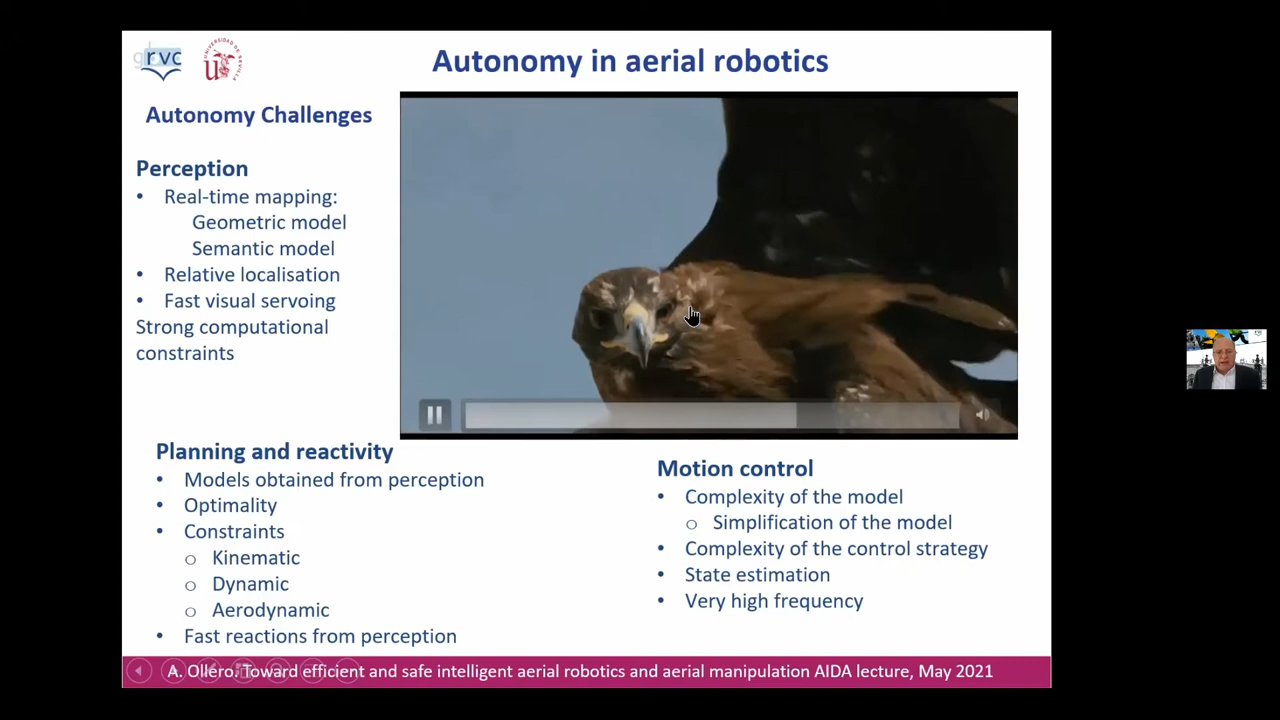 grvc
UNIVERSIDAD DE SEVILLA
Autonomy in aerial robotics
Autonomy Challenges
Perception
• Real-time mapping:
Geometric model
Semantic model
• Relative localisation
• Fast visual servoing
Strong computational
constraints
Planning and reactivity
• Models obtained from perception
• Optimality
• Constraints
o Kinematic
o Dynamic
o Aerodynamic
• Fast reactions from perception
Motion control
• Complexity of the model
o Simplification of the model
• Complexity of the control strategy
• State estimation
• Very high frequency
A. Ollero. Toward efficient and safe intelligent aerial robotics and aerial manipulation AIDA lecture, May 2021